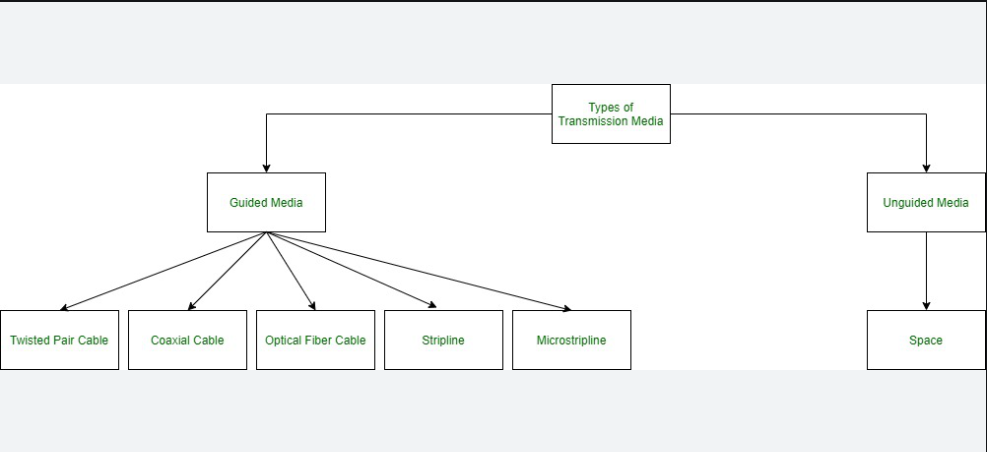 Types of
Transmission Media
Guided Media
Unguided Media
Twisted Pair Cable
Coaxial Cable
Optical Fiber Cable
Stripline
Microstripline
Space